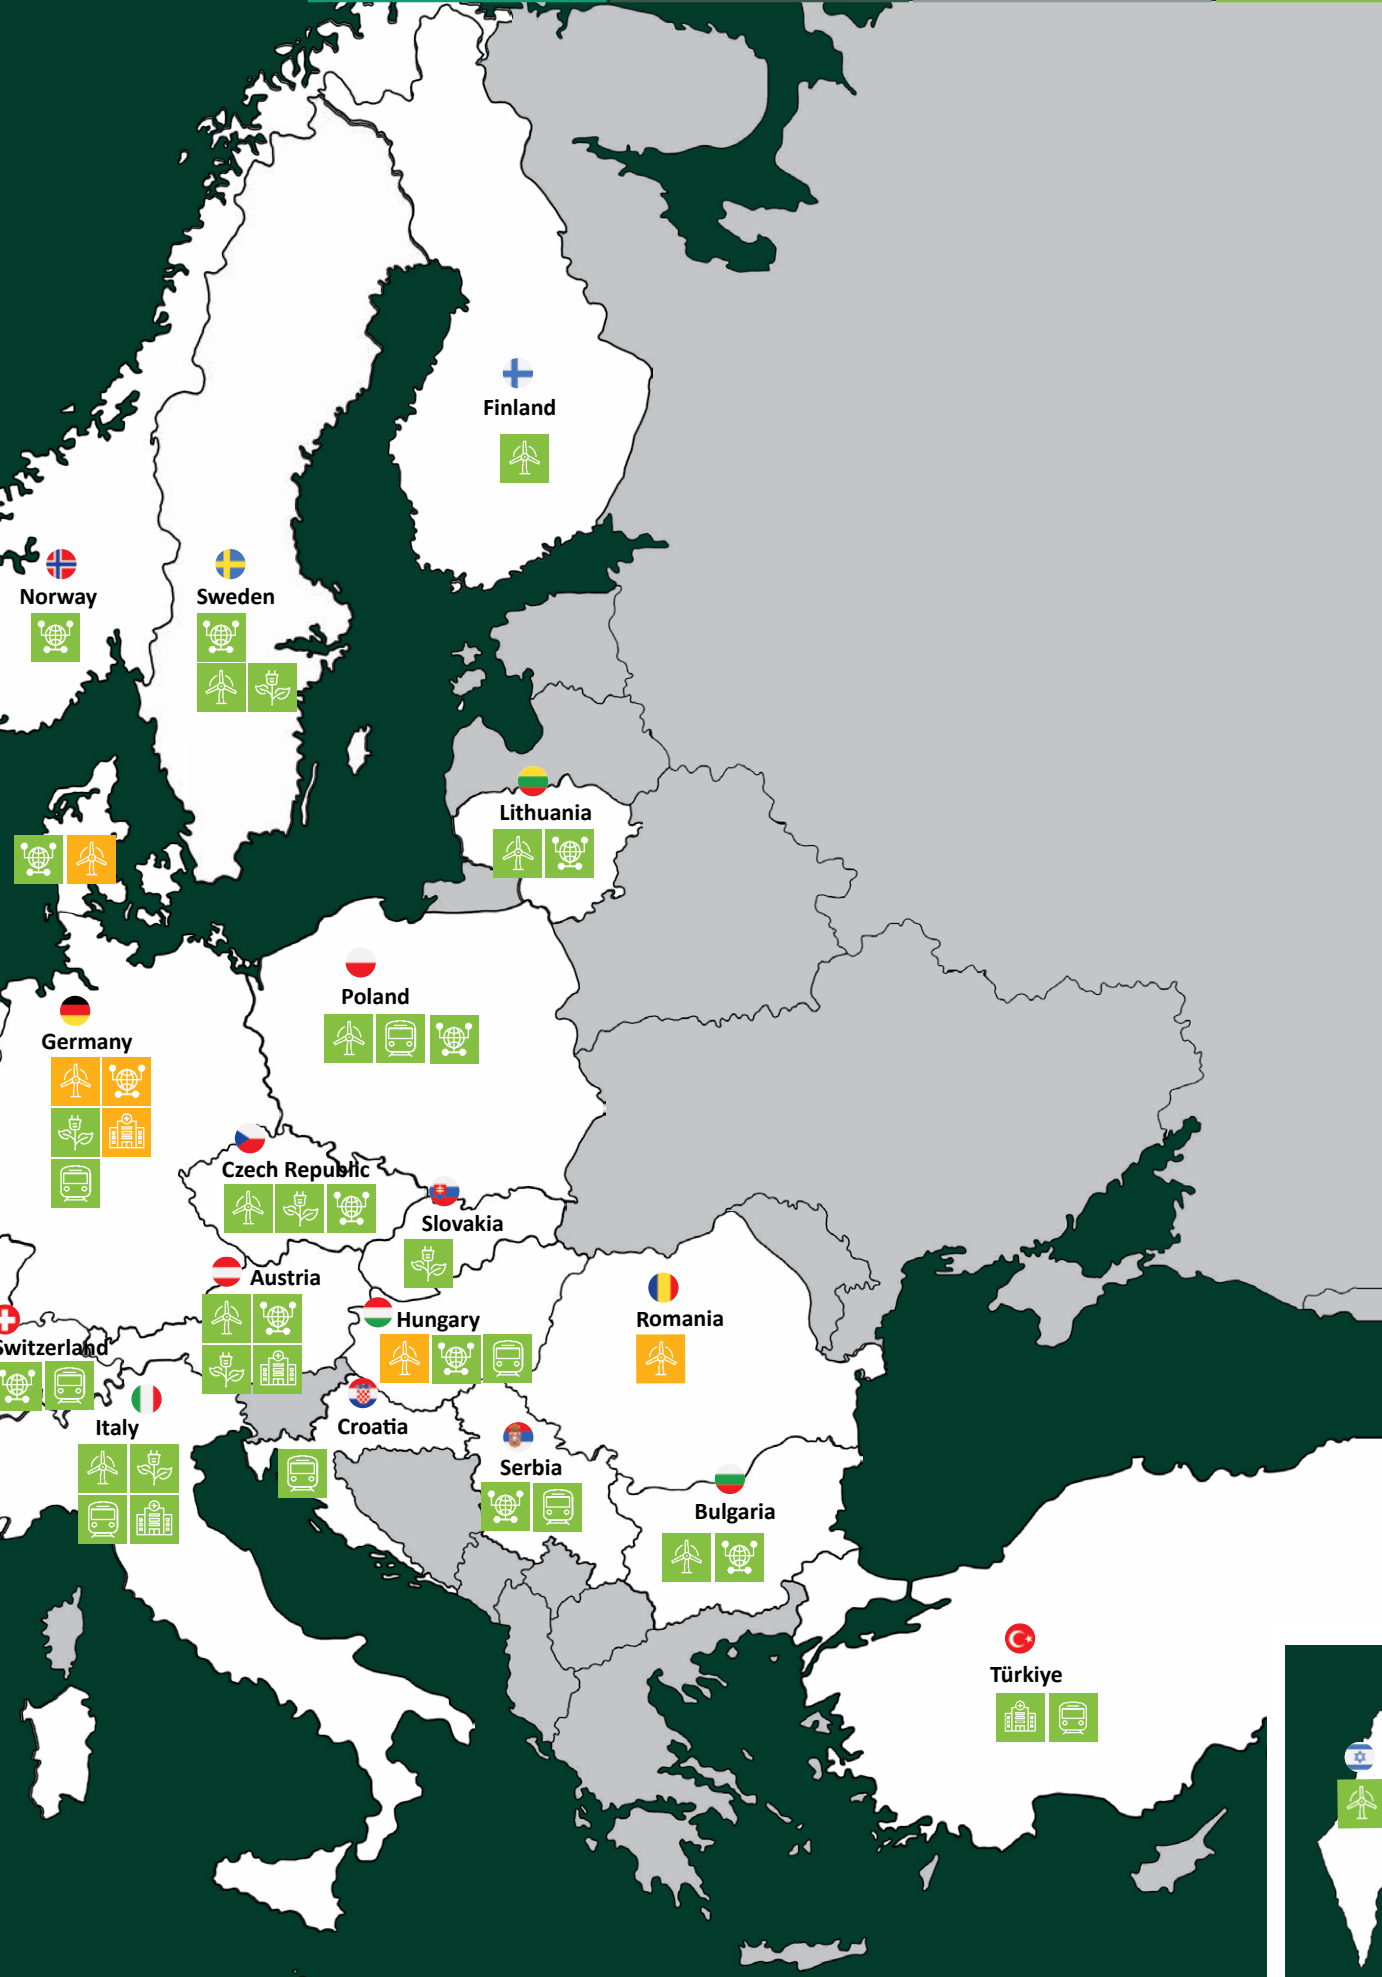 Finland
Norway
Sweden
Lithuania
Poland
Germany
Czech Republic
Slovakia
Austria
Hungary
Romania
Switzerland
Italy
Croatia
Serbia
Bulgaria
Türkiye